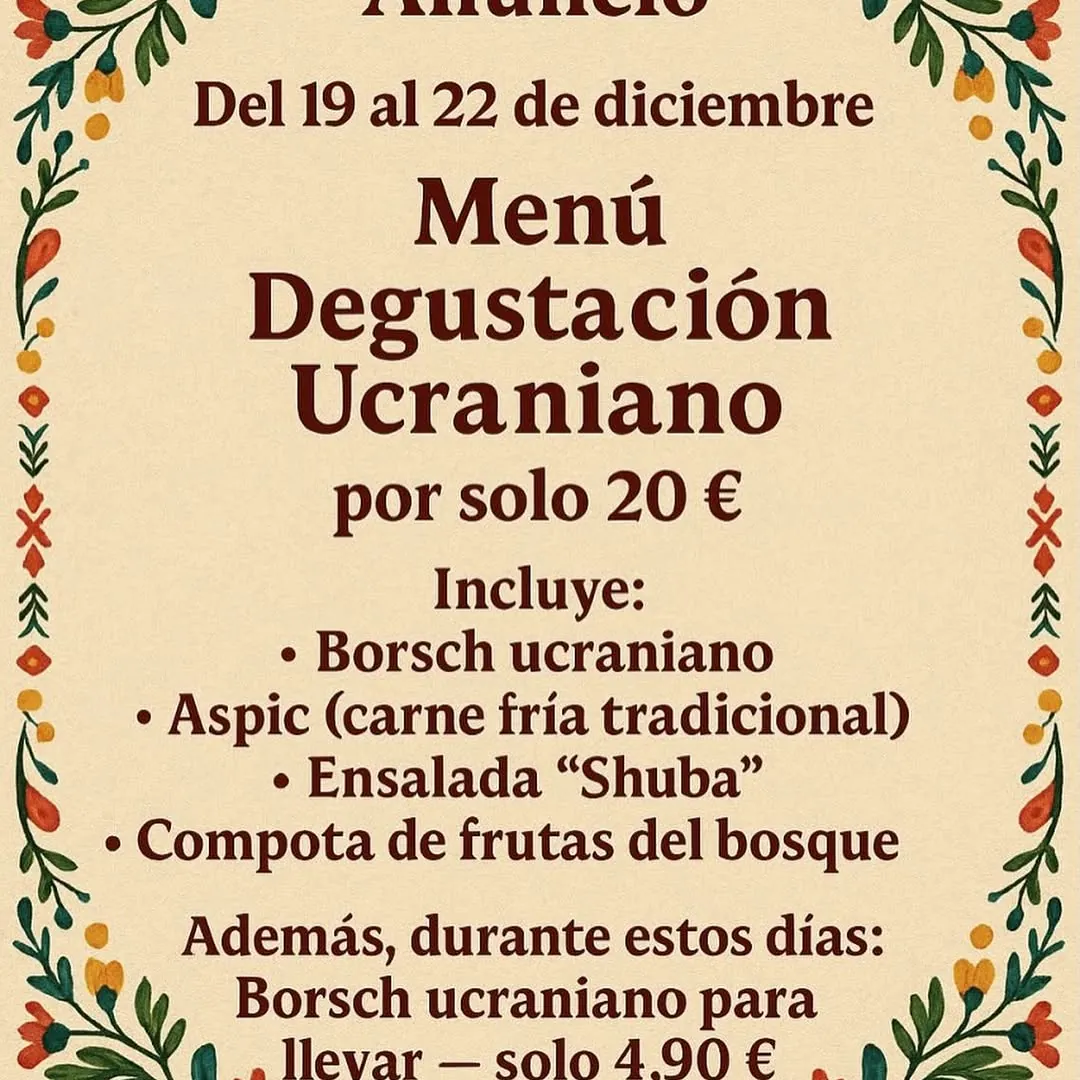 Anuncio
Del 19 al 22 de diciembre
Menú
Degustación
Ucraniano
por solo 20 €
Incluye:
• Borsch ucraniano
• Aspic (carne fría tradicional)
• Ensalada “Shuba”
• Compota de frutas del bosque
Además, durante estos días:
Borsch ucraniano para
llevar — solo 4,90 €